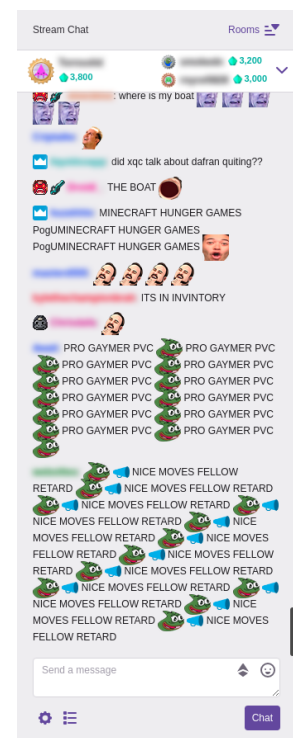 Stream Chat Rooms
3,200
3,800 3,000
: where is my boat
did xqc talk about dafran quiting??
THE BOAT
MINECRAFT HUNGER GAMES
PogUMINECRAFT HUNGER GAMES
PogUMINECRAFT HUNGER GAMES
ITS IN INVINTORY
PRO GAYMER PVC PRO GAYMER PVC
PRO GAYMER PVC PRO GAYMER PVC
PRO GAYMER PVC PRO GAYMER PVC
PRO GAYMER PVC PRO GAYMER PVC
PRO GAYMER PVC PRO GAYMER PVC
PRO GAYMER PVC PRO GAYMER PVC
NICE MOVES FELLOW
RETARD NICE MOVES FELLOW RETARD
NICE MOVES FELLOW RETARD
NICE MOVES FELLOW RETARD NICE
MOVES FELLOW RETARD NICE MOVES
FELLOW RETARD NICE MOVES FELLOW
RETARD NICE MOVES FELLOW RETARD
NICE MOVES FELLOW RETARD
NICE MOVES FELLOW RETARD NICE
MOVES FELLOW RETARD NICE MOVES
FELLOW RETARD
Send a message
Chat